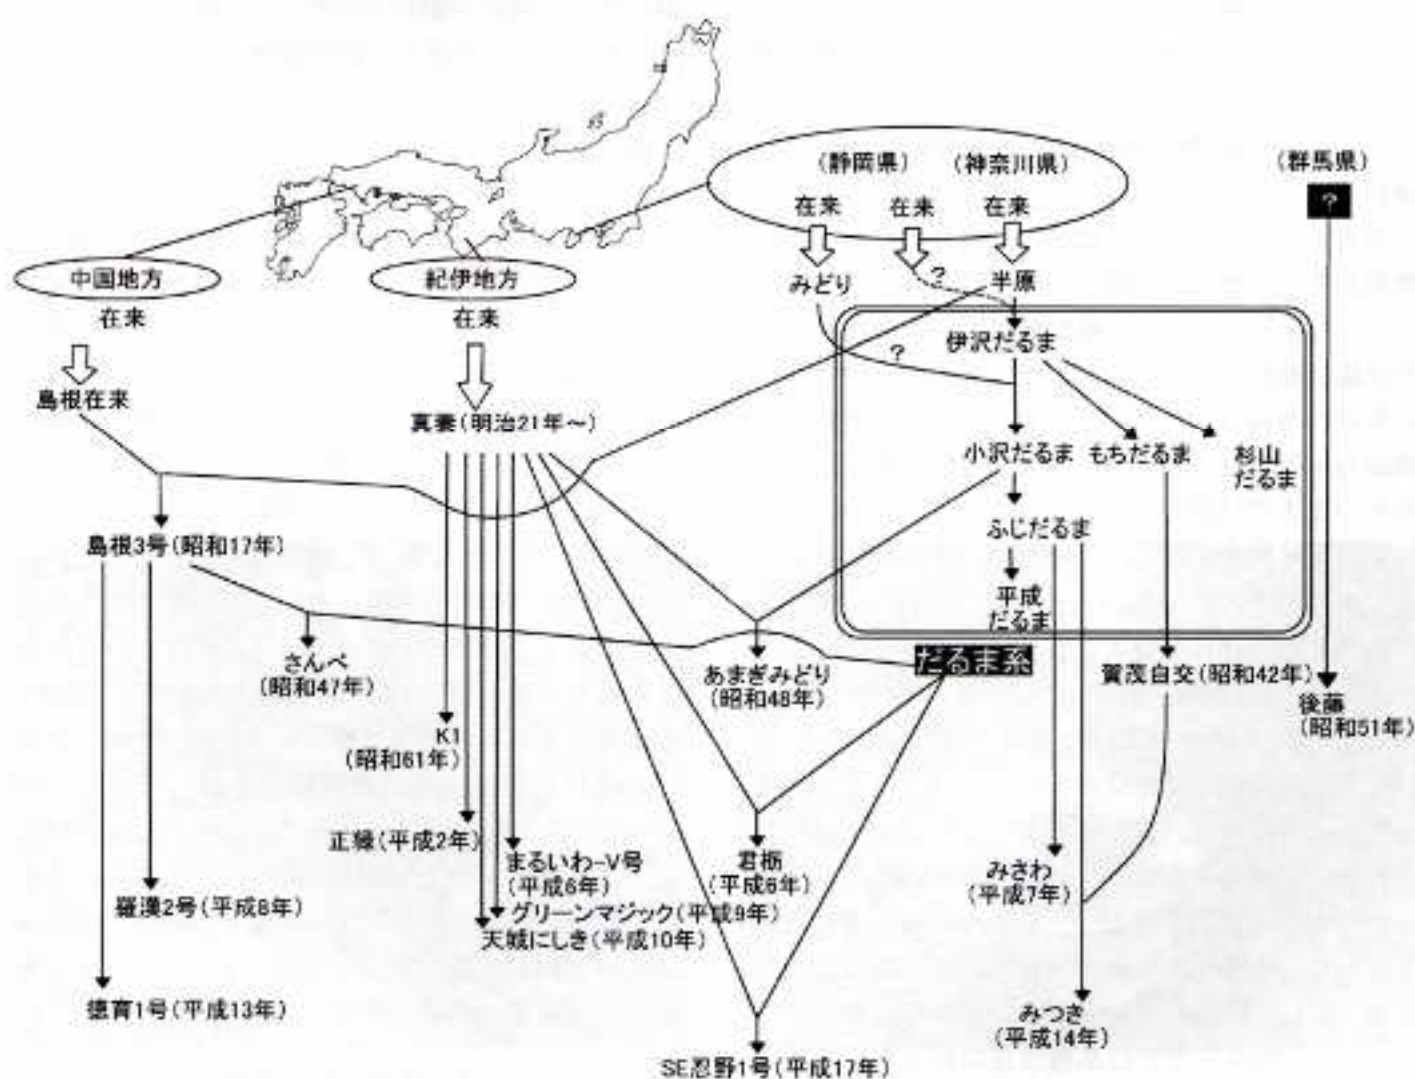 (静岡県) (神奈川県)
(群馬県)
在来 在来 在来
?
中国地方
紀伊地方
?
みどり
半原
在来
在来
伊沢だるま
?
島根在来
真妻(明治21年~)
小沢だるま もちだるま 杉山
だるま
ふじだるま
島根3号(昭和17年)
平成
だるま
だるま系
さんべ
(昭和47年)
あまぎみどり
(昭和48年)
賀茂自交(昭和42年)
後藤
(昭和51年)
K1
(昭和61年)
正緑(平成2年)
まるいわ-V号
(平成6年)
君栃
(平成6年)
みさわ
(平成7年)
羅漢2号(平成8年)
グリーンマジック(平成9年)
天城にしき(平成10年)
徳育1号(平成13年)
みつき
(平成14年)
SE忍野1号(平成17年)